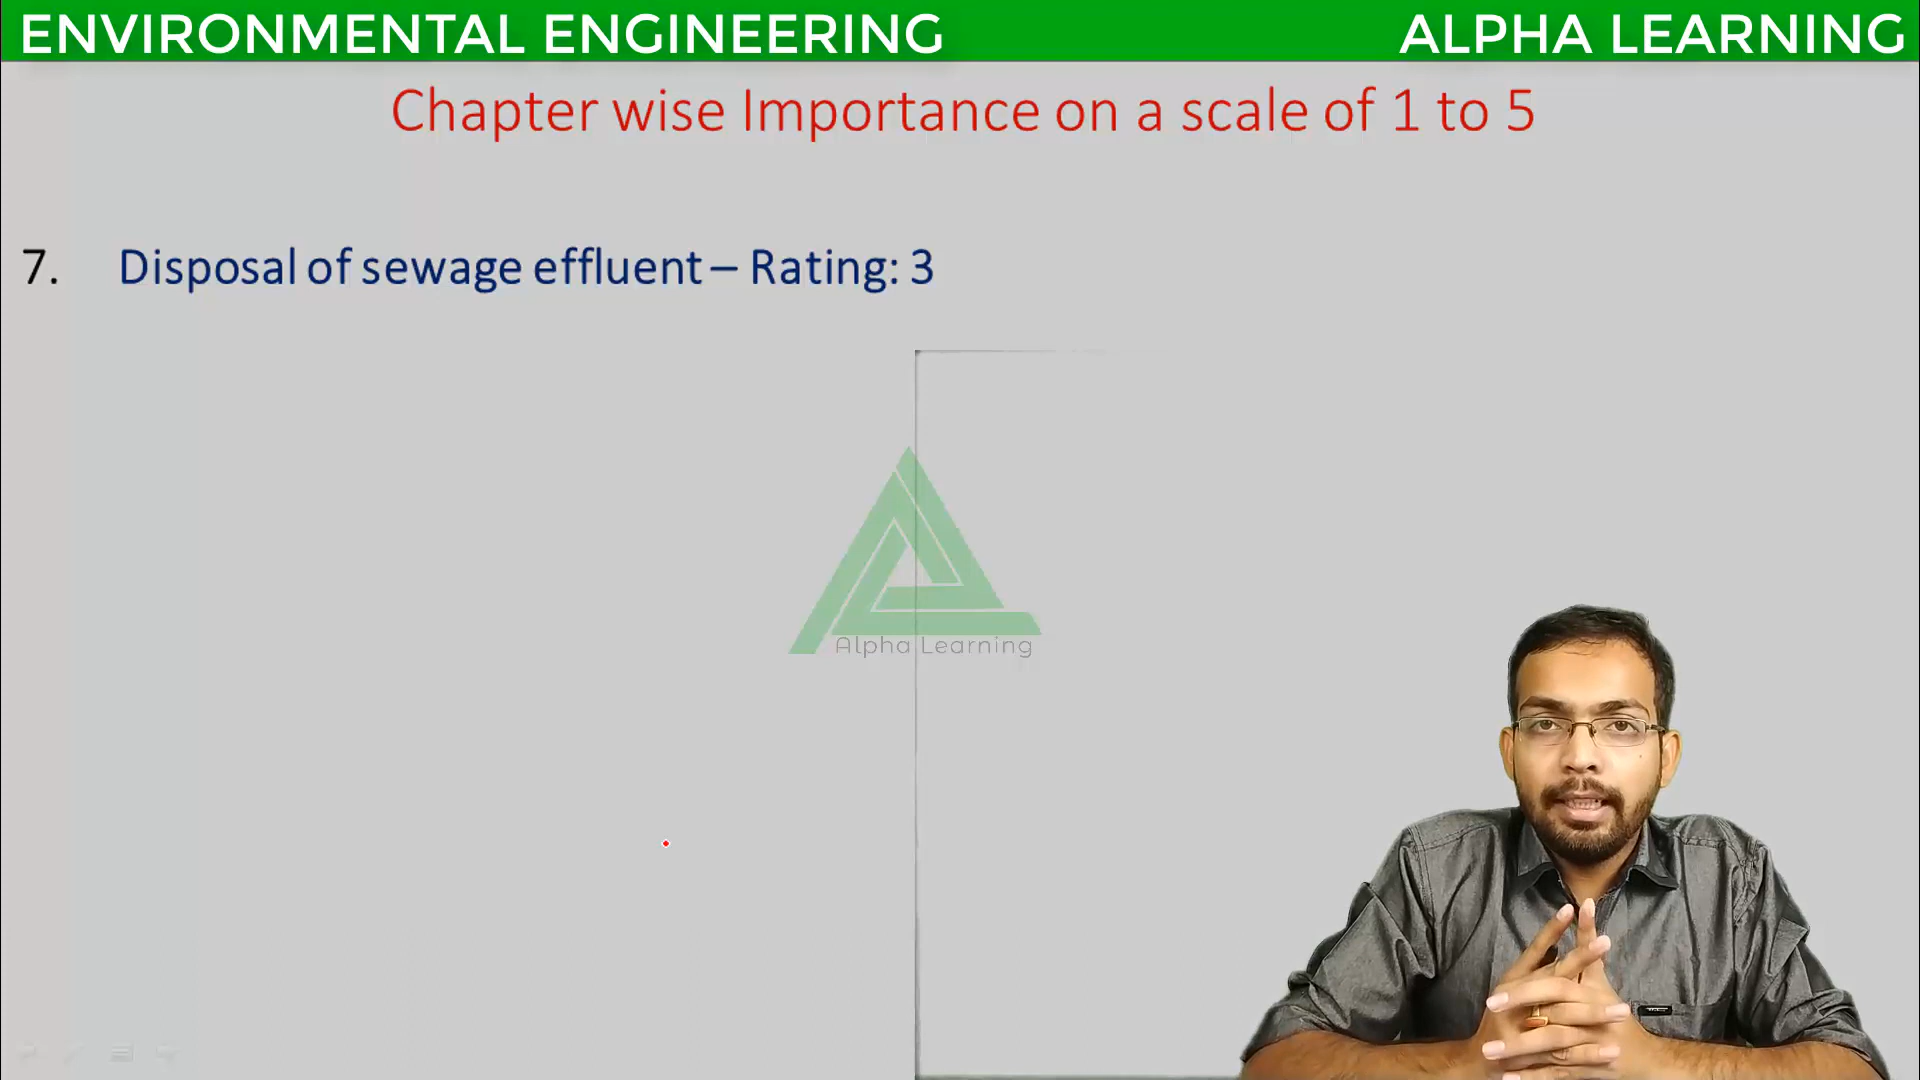 ENVIRONMENTAL ENGINEERING
ALPHA LEARNING
Chapter wise Importance on a scale of 1 to 5
7. Disposal of sewage effluent – Rating: 3
Alpha Learning